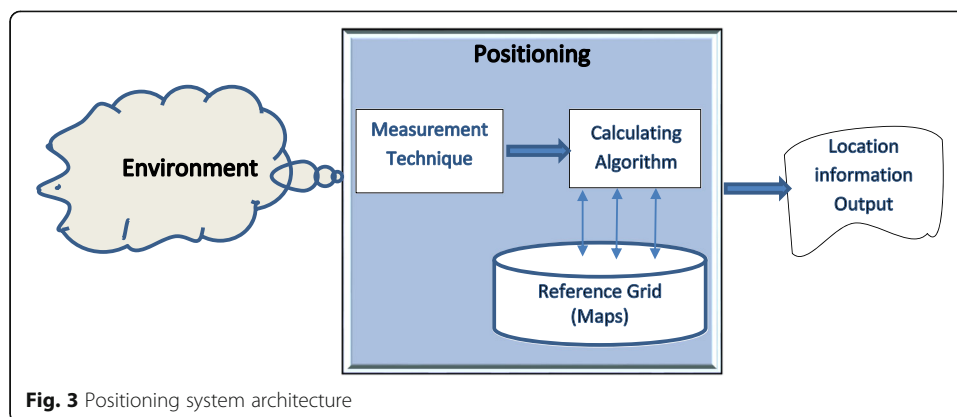 Positioning
Environment
Measurement
Technique
Calculating
Algorithm
Reference Grid
(Maps)
Location
information
Output
Fig. 3 Positioning system architecture